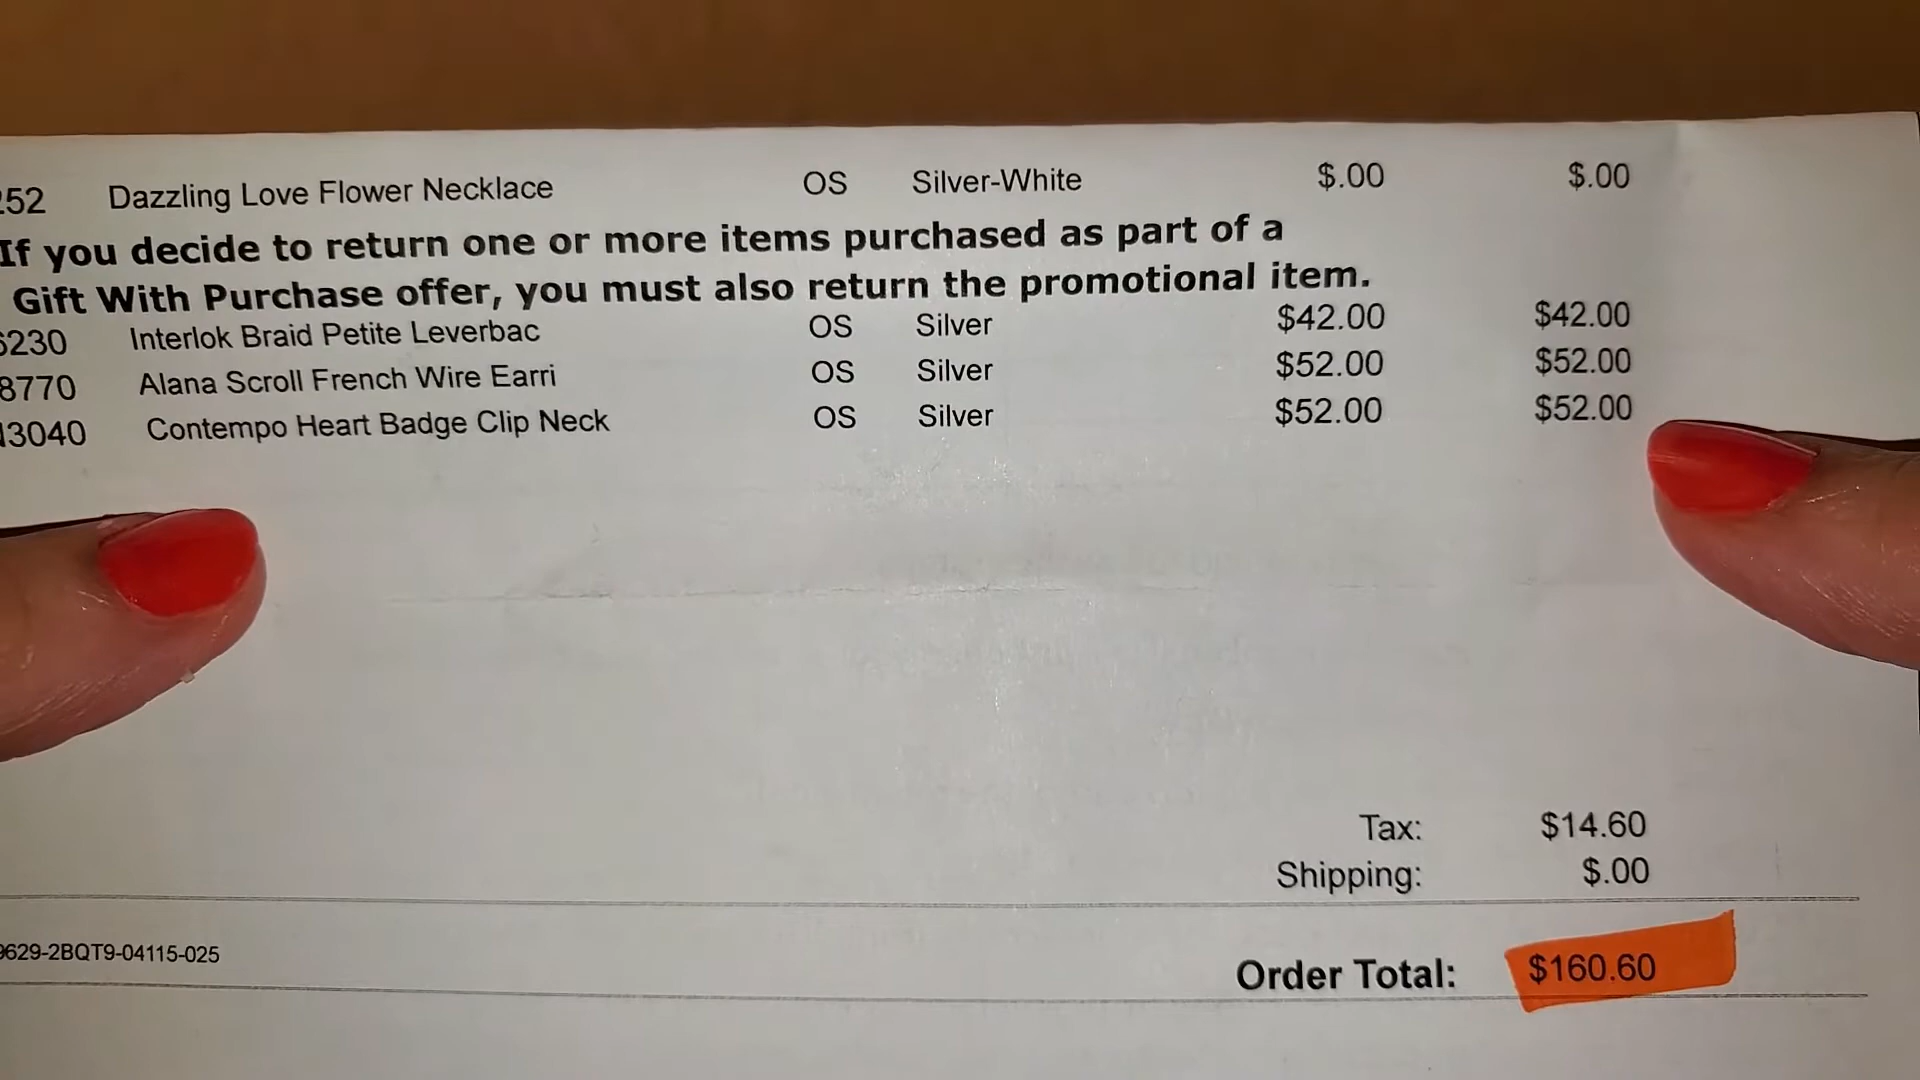 252 Dazzling Love Flower Necklace OS Silver-White $.00 $.00
If you decide to return one or more items purchased as part of a
Gift With Purchase offer, you must also return the promotional item.
6230 Interlok Braid Petite Leverbac OS Silver $42.00 $42.00
8770 Alana Scroll French Wire Earri OS Silver $52.00 $52.00
13040 Contempo Heart Badge Clip Neck OS Silver $52.00 $52.00
Tax: $14.60
Shipping: $.00
9629-2BQT9-04115-025
Order Total: $160.60